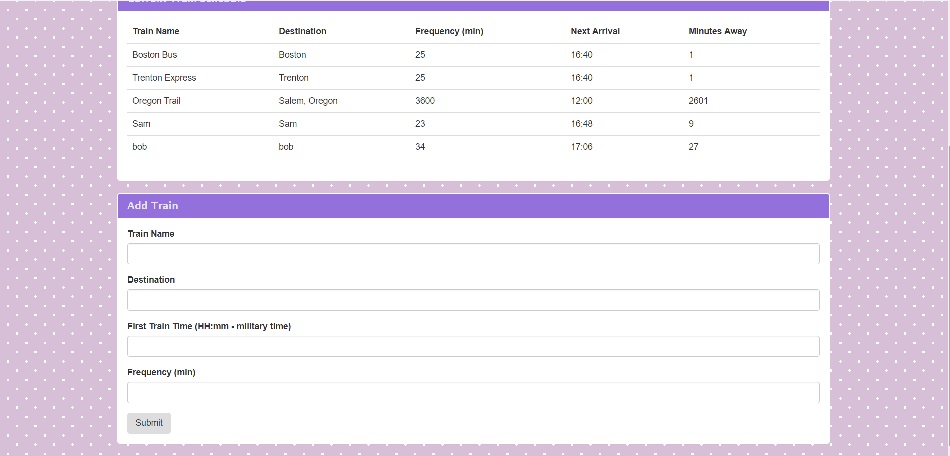 Current Train Schedule
Train Name Destination Frequency (min) Next Arrival Minutes Away
Boston Bus Boston 25 16:40 1
Trenton Express Trenton 25 16:40 1
Oregon Trail Salem, Oregon 3600 12:00 2601
Sam Sam 23 16:48 9
bob bob 34 17:06 27
Add Train
Train Name
Destination
First Train Time (HH:mm - military time)
Frequency (min)
Submit